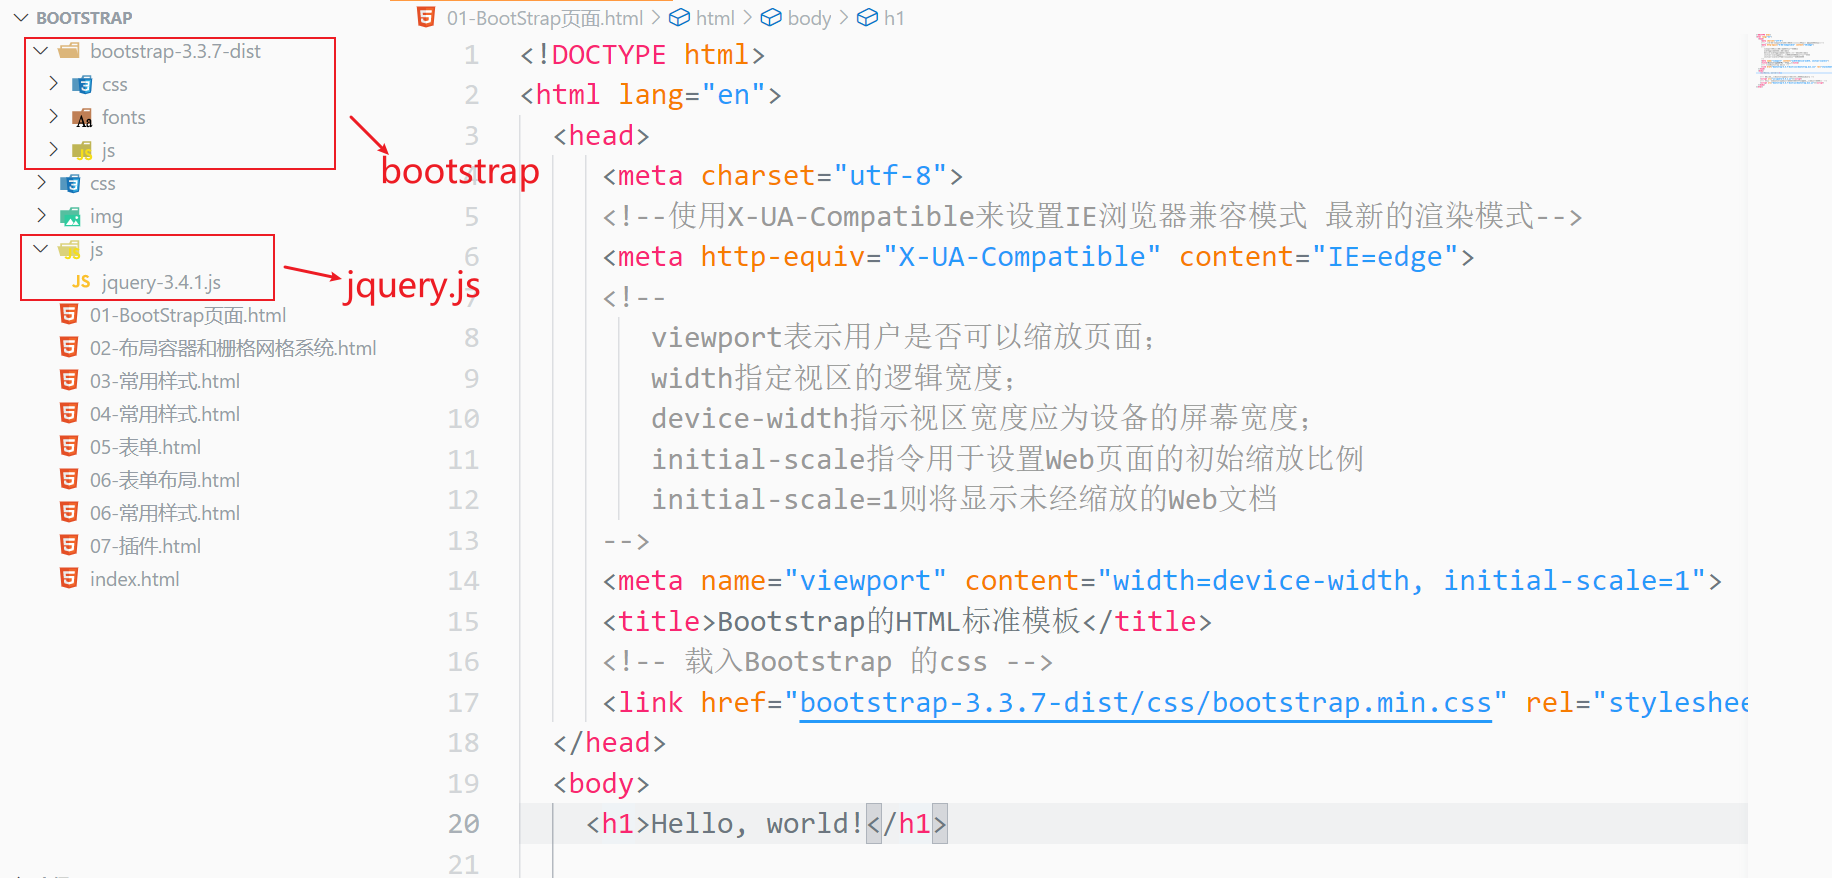 BOOTSTRAP
bootstrap-3.3.7-dist
css
fonts
js
css
img
js
JS jquery-3.4.1.js
01-BootStrap页面.html
02-布局容器和栅格网格系统.html
03-常用样式.html
04-常用样式.html
05-表单.html
06-表单布局.html
06-常用样式.html
07-插件.html
index.html
bootstrap
jquery.js
01-BootStrap页面.html > html > body > h1
1 <!DOCTYPE html>
2 <html lang="en">
3 <head>
<meta charset="utf-8">
5 <!--使用X-UA-Compatible来设置IE浏览器兼容模式 最新的渲染模式-->
6 <meta http-equiv="X-UA-Compatible" content="IE=edge">
7 <!--
8 viewport表示用户是否可以缩放页面；
9 width指定视区的逻辑宽度；
10 device-width指示视区宽度应为设备的屏幕宽度；
11 initial-scale指令用于设置Web页面的初始缩放比例
12 initial-scale=1则将显示未经缩放的Web文档
13 -->
14 <meta name="viewport" content="width=device-width, initial-scale=1">
15 <title>Bootstrap的HTML标准模板</title>
16 <!-- 载入Bootstrap 的css -->
17 <link href="bootstrap-3.3.7-dist/css/bootstrap.min.css" rel="styleshee
18 </head>
19 <body>
20 <h1>Hello, world!</h1>
21